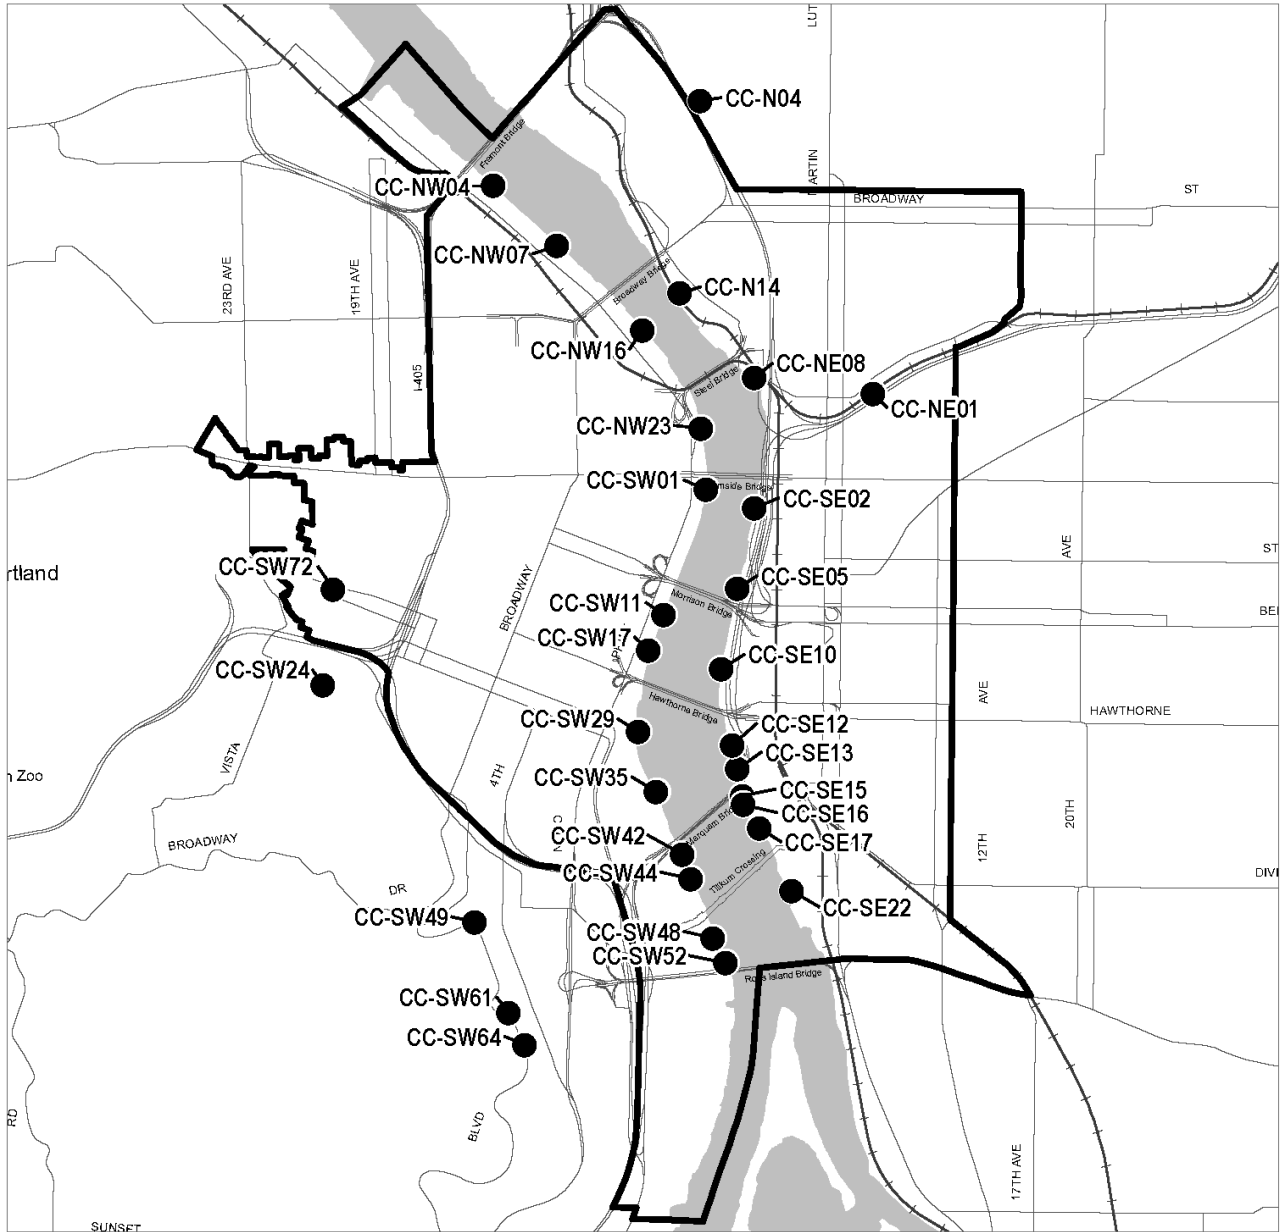 LUT
CC-N04
Fremont Bridge
CC-NW04
BROADWAY
ST
CC-NW07
23RD AVE
19TH AVE
Broadway Bridge
CC-N14
CC-NW16
I-405
Steel Bridge
CC-NE08
CC-NE01
CC-NW23
CC-SW01
CC-SE02
AVE
ST
rtland
CC-SW72
BROADWAY
CC-SE05
CC-SW11
Morrison Bridge
BEL
CC-SW17
CC-SE10
CC-SW24
AVE
Hawthorne Bridge
HAWTHORNE
CC-SW29
CC-SE12
CC-SE13
VISTA
4TH
n Zoo
CC-SW35
CC-SE15
CC-SE16
20TH
BROADWAY
CC-SW42
CC-SE17
12TH
Tilikum Crossing
CC-SW44
DIVI
DR
CC-SE22
CC-SW49
CC-SW48
CC-SW52
Ross Island Bridge
CC-SW61
CC-SW64
RD
BLVD
17TH AVE
SUNSET